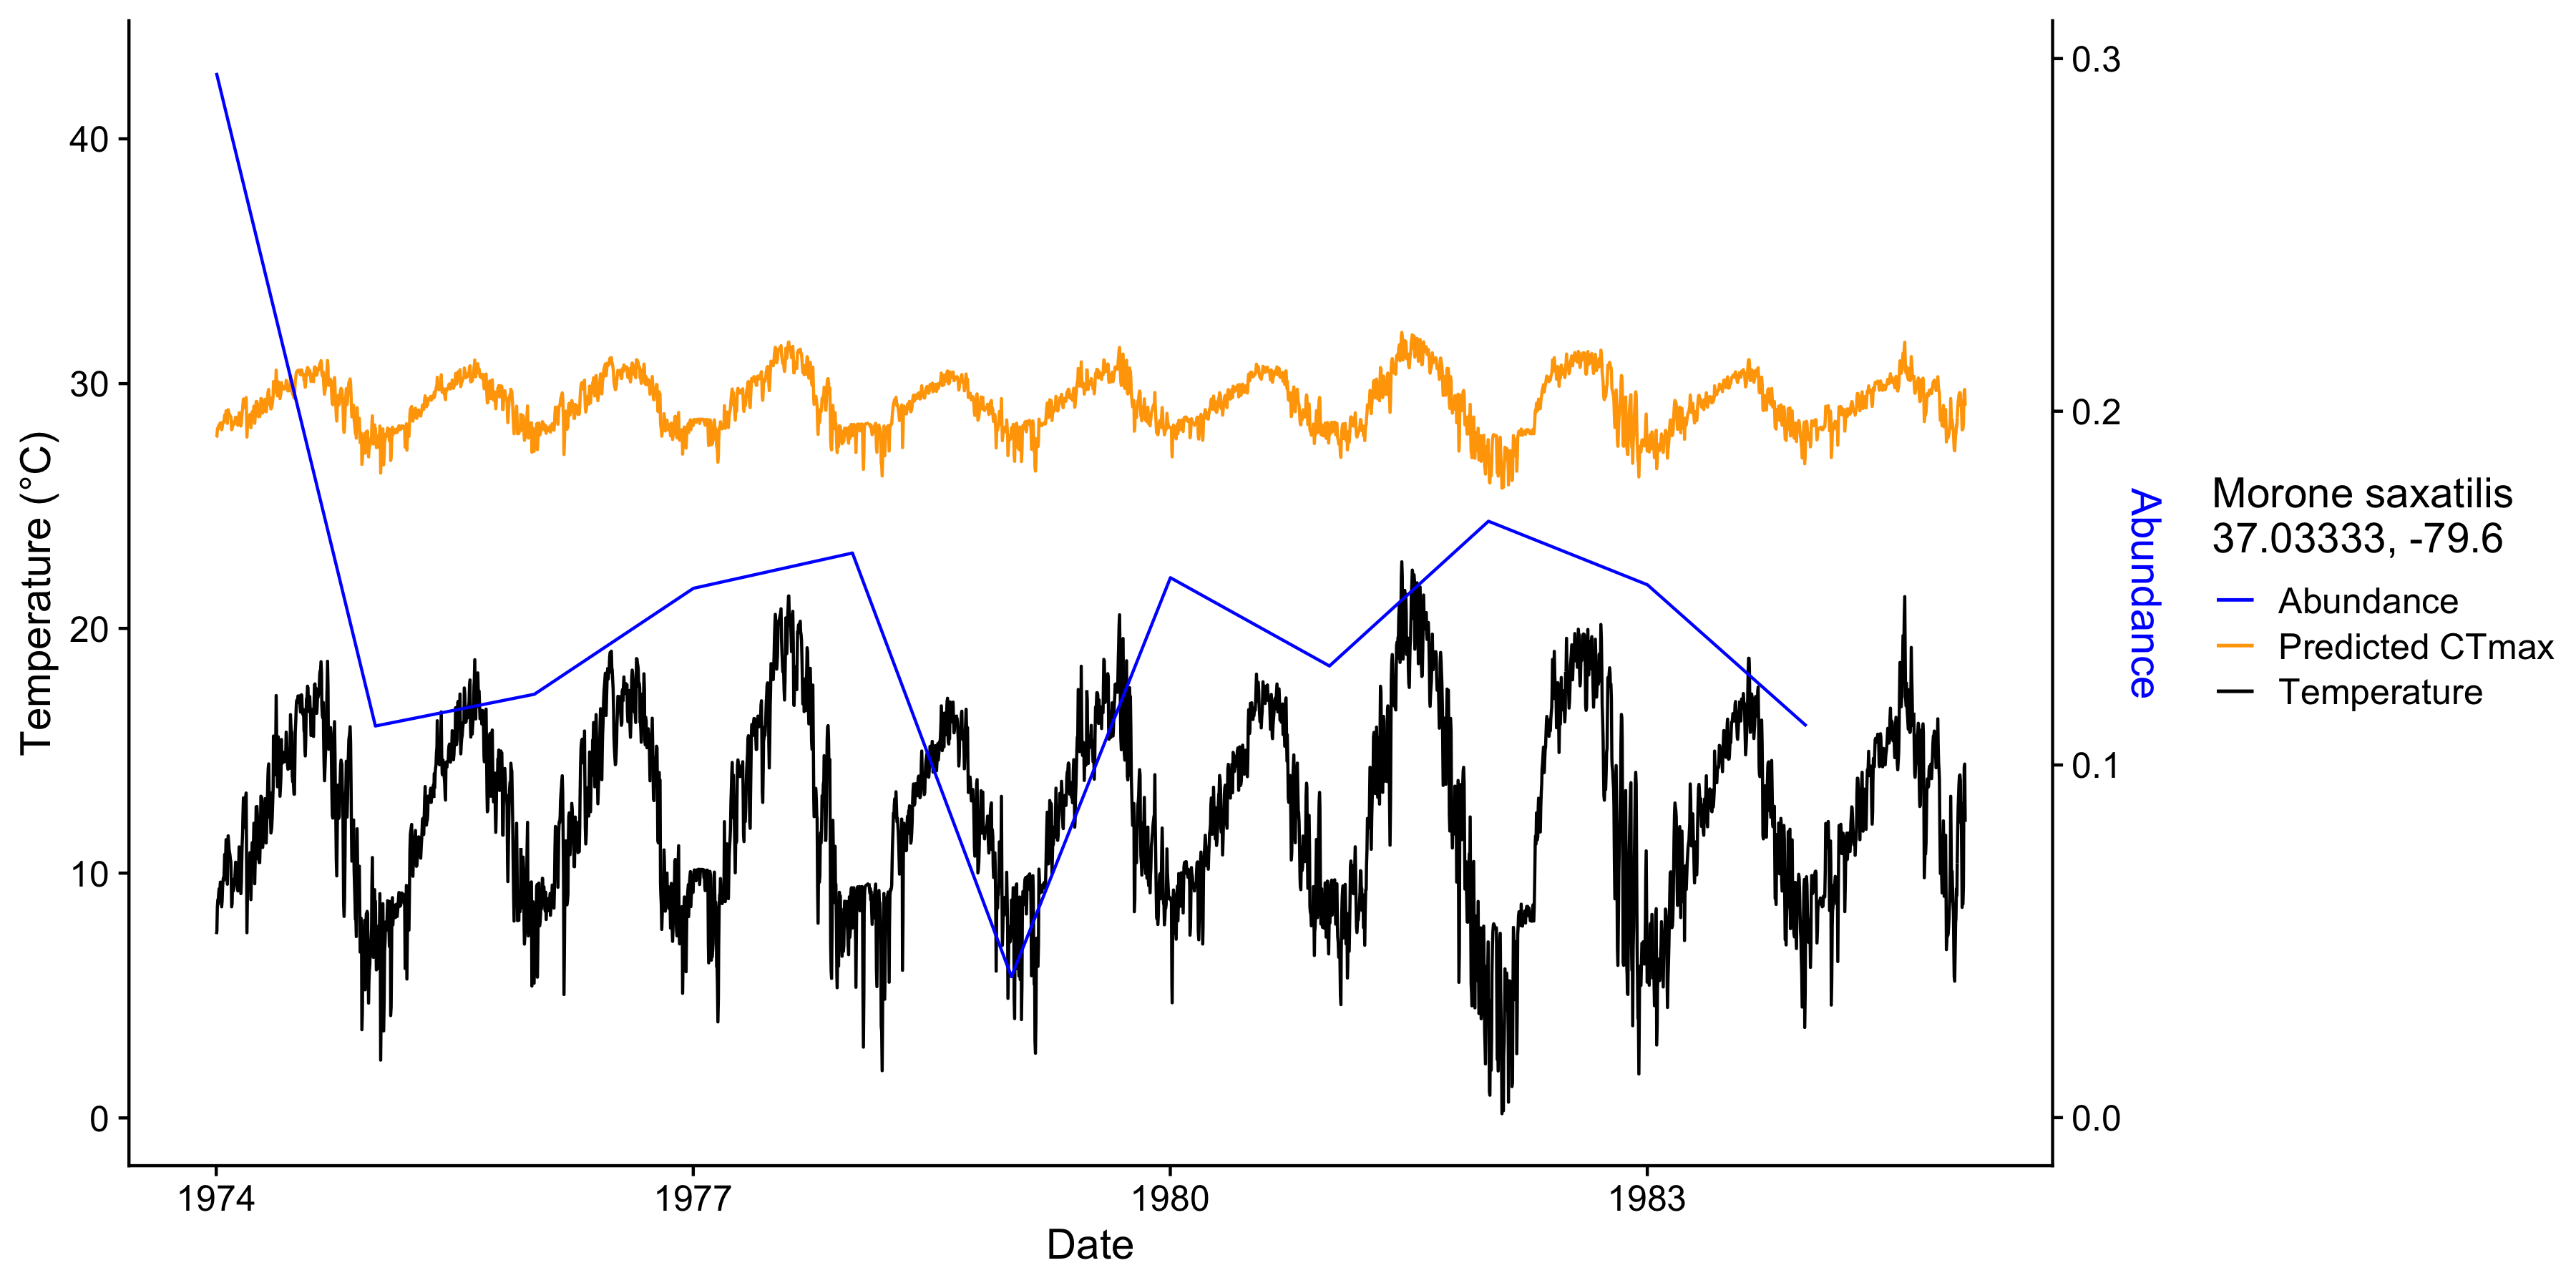 Temperature (°C)
40
30
20
10
0
1974
1977
1980
1983
Date
0.3
0.2
0.1
0.0
Abundance
Morone saxatilis
37.03333, -79.6
Abundance
Predicted CTmax
Temperature